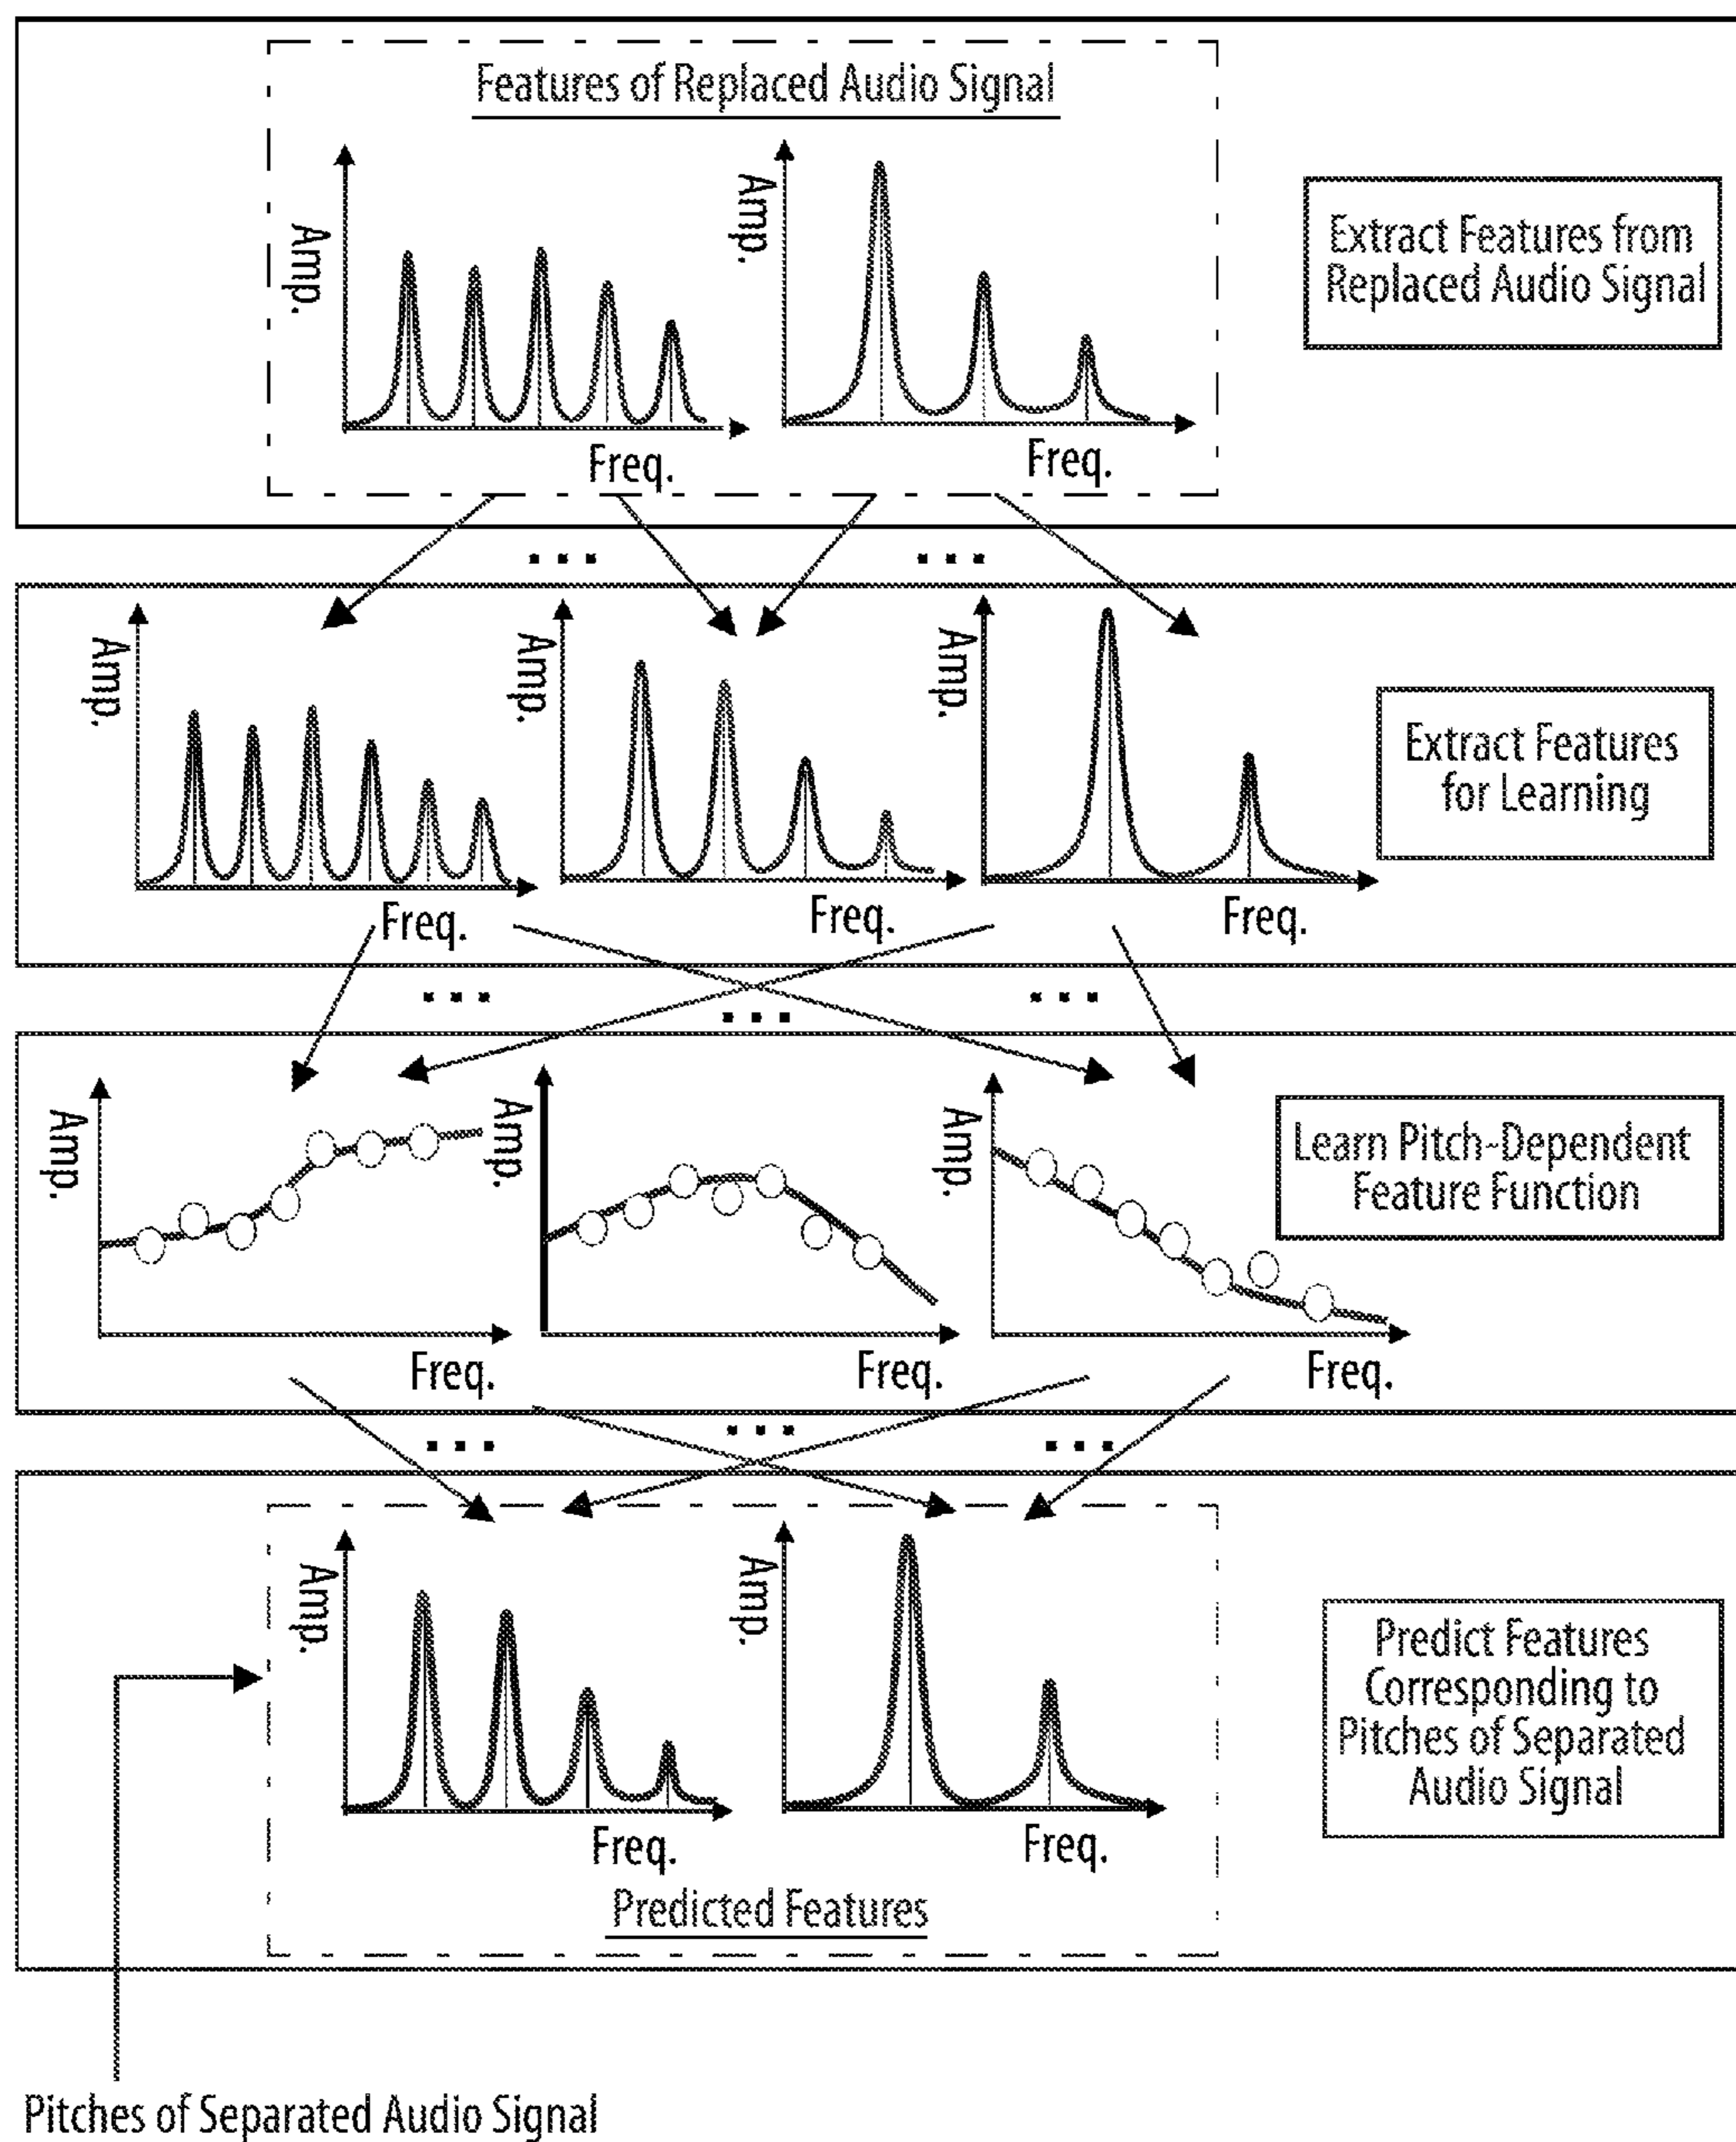 Features of Replaced Audio Signal
Amp.
Freq.
Amp.
Freq.
Extract Features from
Replaced Audio Signal
...
...
Amp.
Freq.
Amp.
Freq.
Amp.
Freq.
Extract Features
for Learning
...
...
...
Amp.
Freq.
Amp.
Freq.
Amp.
Freq.
Learn Pitch-Dependent
Feature Function
...
...
...
Amp.
Freq.
Amp.
Freq.
Predicted Features
Predict Features
Corresponding to
Pitches of Separated
Audio Signal
Pitches of Separated Audio Signal